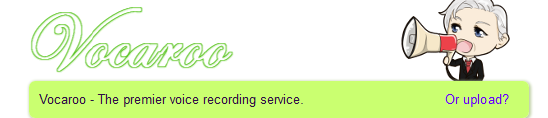 Vocaroo
Vocaroo - The premier voice recording service. Or upload?